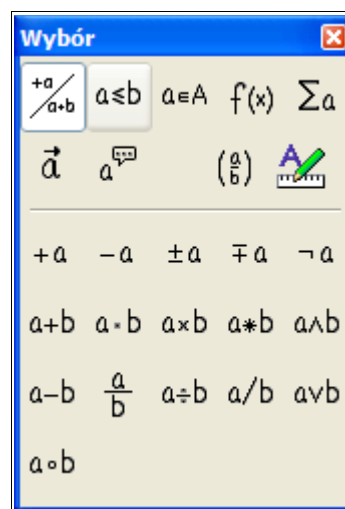 Wybór
+a/a+b a≤b a∈A f(x) Σa
a⃗ a (a b)
+a −a ±a ∓a ¬a
a+b a·b a×b a∗b a∧b
a−b a/b a÷b a/b a∨b
a∘b